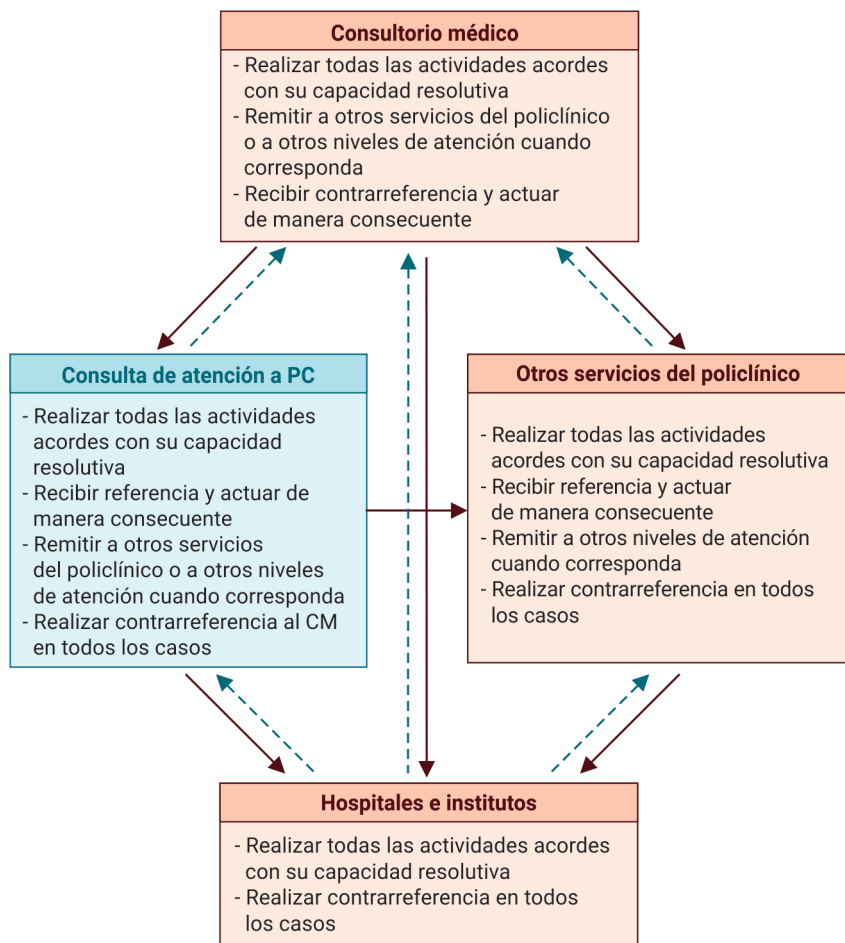 Consultorio médico
- Realizar todas las actividades acordes
con su capacidad resolutiva
- Remitir a otros servicios del policlínico
o a otros niveles de atención cuando
corresponda
- Recibir contrarreferencia y actuar
de manera consecuente
Consulta de atención a PC
- Realizar todas las actividades
acordes con su capacidad
resolutiva
- Recibir referencia y actuar de
manera consecuente
- Remitir a otros servicios
del policlínico o a otros niveles
de atención cuando corresponda
- Realizar contrarreferencia al CM
en todos los casos
Otros servicios del policlínico
- Realizar todas las actividades
acordes con su capacidad resolutiva
- Recibir referencia y actuar
de manera consecuente
- Remitir a otros niveles de atención
cuando corresponda
- Realizar contrarreferencia en todos
los casos
Hospitales e institutos
- Realizar todas las actividades acordes
con su capacidad resolutiva
- Realizar contrarreferencia en todos
los casos